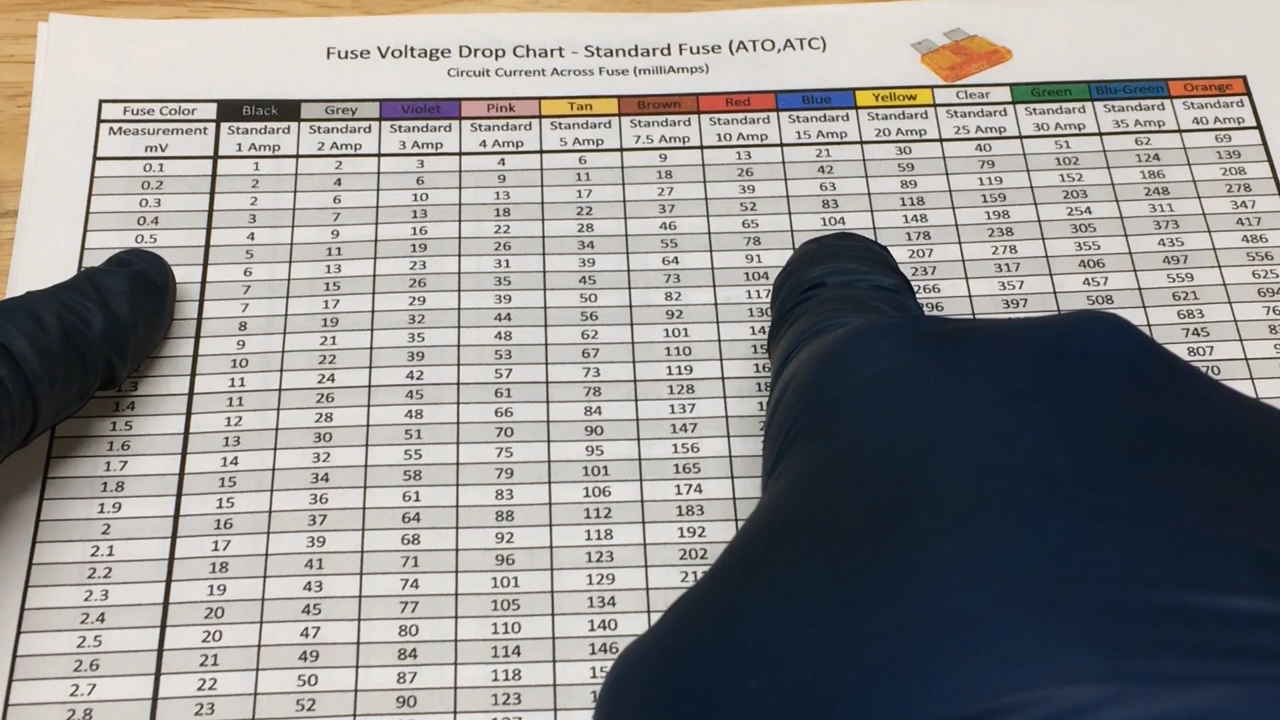 Fuse Voltage Drop Chart - Standard Fuse (ATO,ATC)
Circuit Current Across Fuse (milliAmps)
Fuse Color Black Grey Violet Pink Tan Brown Red Blue Yellow Clear Green Blu-Green Orange
Measurement Standard Standard Standard Standard Standard Standard Standard Standard Standard Standard Standard Standard Standard
mV 1 Amp 2 Amp 3 Amp 4 Amp 5 Amp 7.5 Amp 10 Amp 15 Amp 20 Amp 25 Amp 30 Amp 35 Amp 40 Amp
0.1 1 2 3 4 6 9 13 21 30 40 51 62 69
0.2 2 4 6 9 11 18 26 42 59 79 102 124 139
0.3 2 6 10 13 17 27 39 63 89 119 152 186 208
0.4 3 7 13 18 22 37 52 83 118 159 203 248 278
0.5 4 9 16 22 28 46 65 104 148 198 254 311 347
5 11 19 26 34 55 78 178 238 305 373 417
6 13 23 31 39 64 91 207 278 355 435 486
7 15 26 35 45 73 104 237 317 406 497 556
7 17 29 39 50 82 117 266 357 457 559 625
8 19 32 44 56 92 130 296 397 508 621 694
9 21 35 48 62 101 683
10 22 39 53 67 110 745
1.3 11 24 42 57 73 119 807
1.4 11 26 45 61 78 128
1.5 12 28 48 66 84 137
1.6 13 30 51 70 90 147
1.7 14 32 55 75 95 156
1.8 15 34 58 79 101 165
1.9 15 36 61 83 106 174
2 16 37 64 88 112 183
2.1 17 39 68 92 118 192
2.2 18 41 71 96 123 202
2.3 19 43 74 101 129
2.4 20 45 77 105 134
2.5 20 47 80 110 140
2.6 21 49 84 114 146
2.7 22 50 87 118
2.8 23 52 90 123